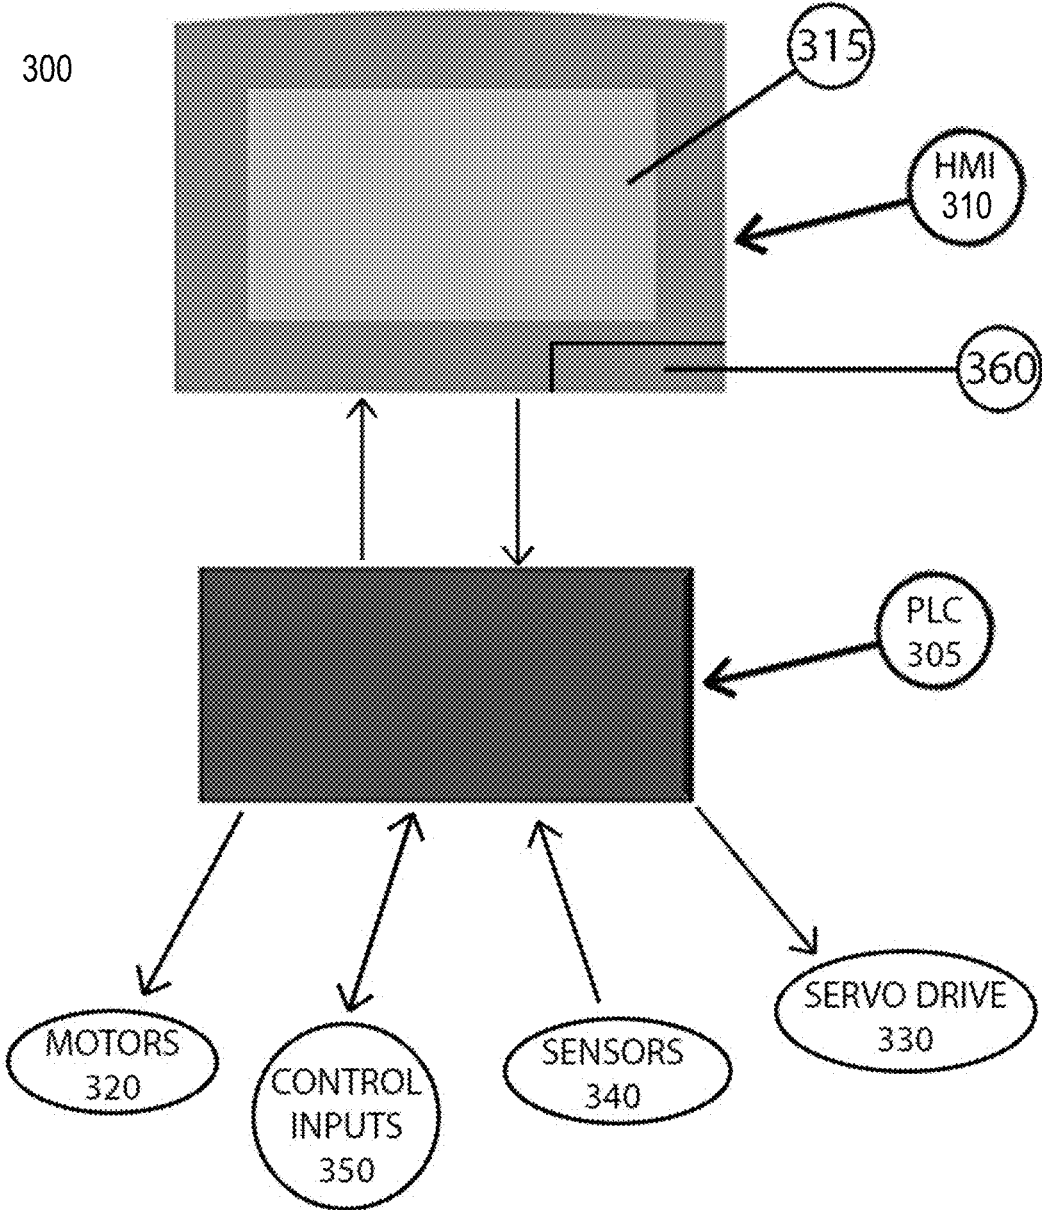 300
315
HMI
310
360
PLC
305
MOTORS
320
CONTROL
INPUTS
350
SENSORS
340
SERVO DRIVE
330